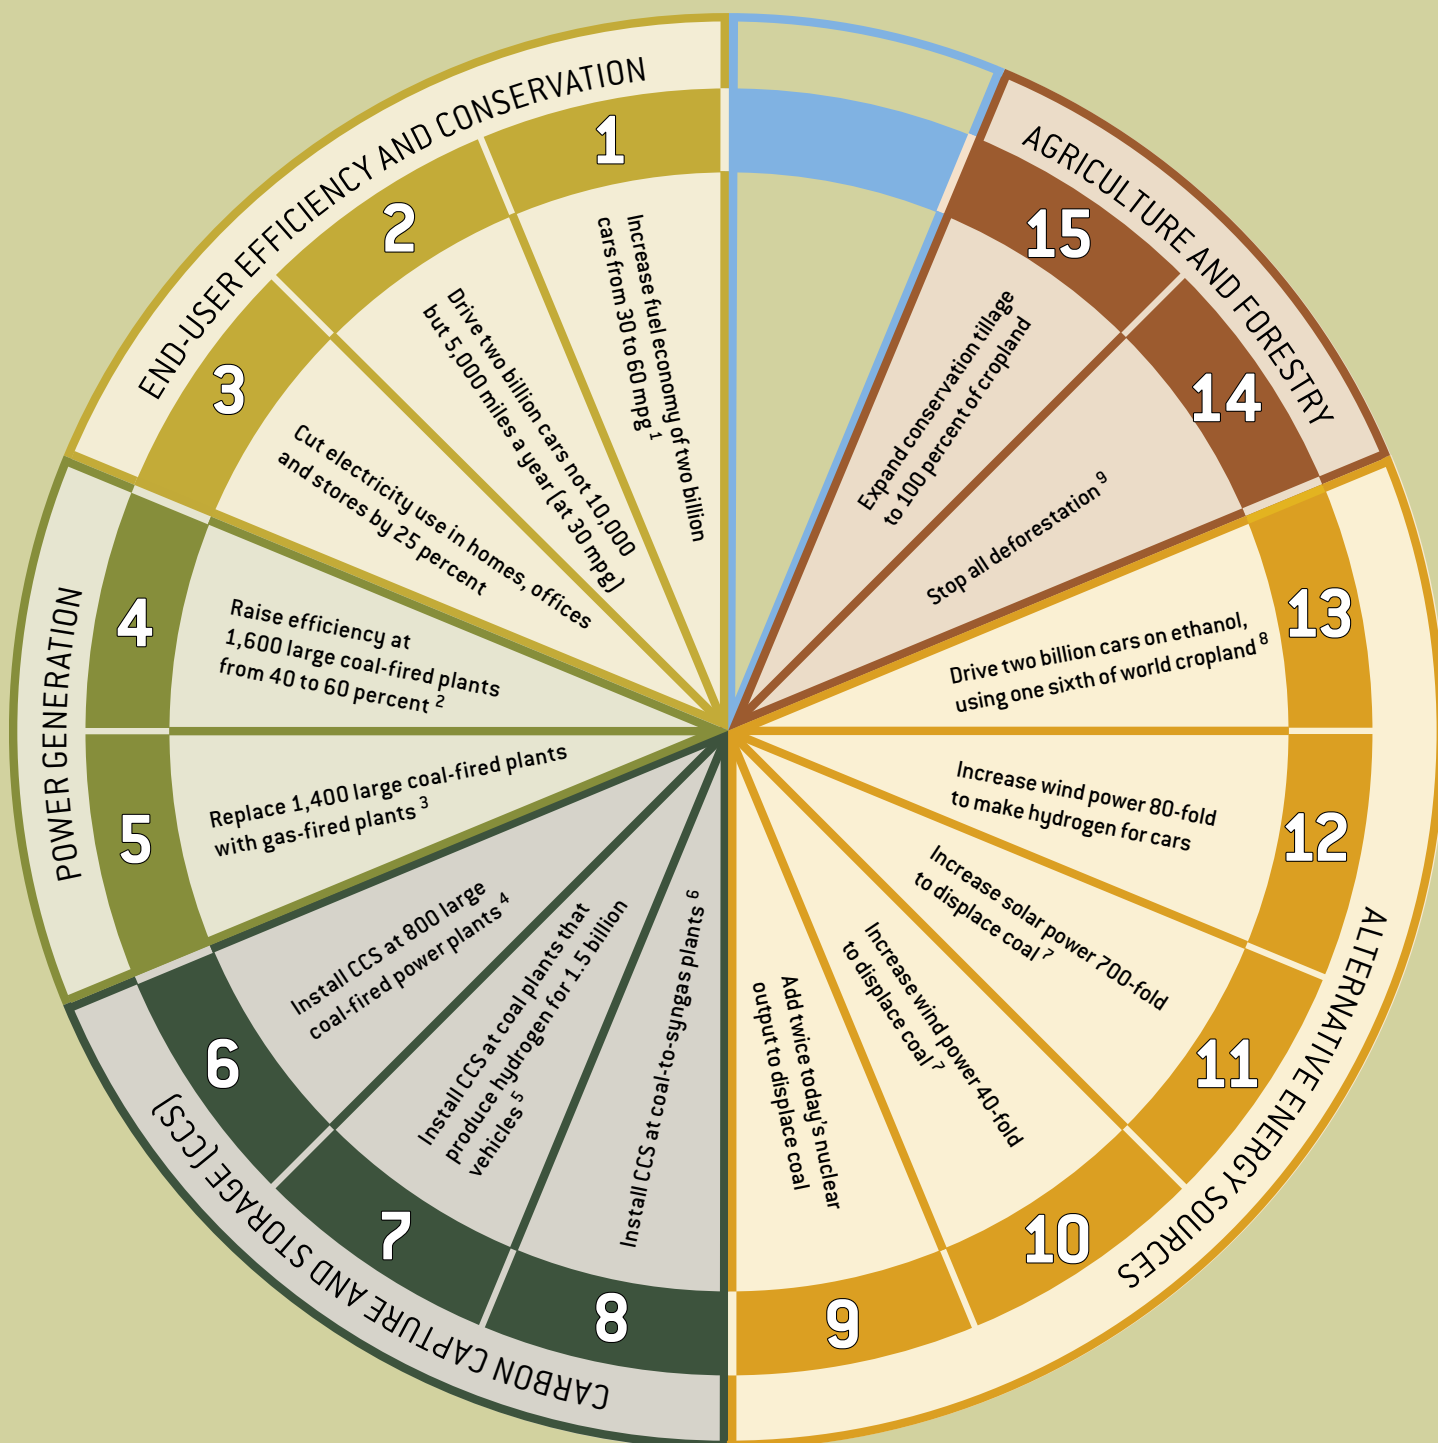 END-USER EFFICIENCY AND CONSERVATION
1
Increase fuel economy of two billion
cars from 30 to 60 mpg 1
2
Drive two billion cars not 10,000
but 5,000 miles a year (at 30 mpg)
3
Cut electricity use in homes, offices
and stores by 25 percent
POWER GENERATION
4
Raise efficiency at
1,600 large coal-fired plants
from 40 to 60 percent 2
5
Replace 1,400 large coal-fired plants
with gas-fired plants 3
CARBON CAPTURE AND STORAGE (CCS)
6
Install CCS at 800 large
coal-fired power plants 4
7
Install CCS at coal plants that
produce hydrogen for 1.5 billion
vehicles 5
8
Install CCS at coal-to-syngas plants 6
ALTERNATIVE ENERGY SOURCES
9
Add twice today's nuclear
output to displace coal
10
Increase wind power 40-fold
to displace coal 7
11
Increase solar power 700-fold
to displace coal 7
12
Increase wind power 80-fold
to make hydrogen for cars
13
Drive two billion cars on ethanol,
using one sixth of world cropland 8
AGRICULTURE AND FORESTRY
14
Stop all deforestation 9
15
Expand conservation tillage
to 100 percent of cropland